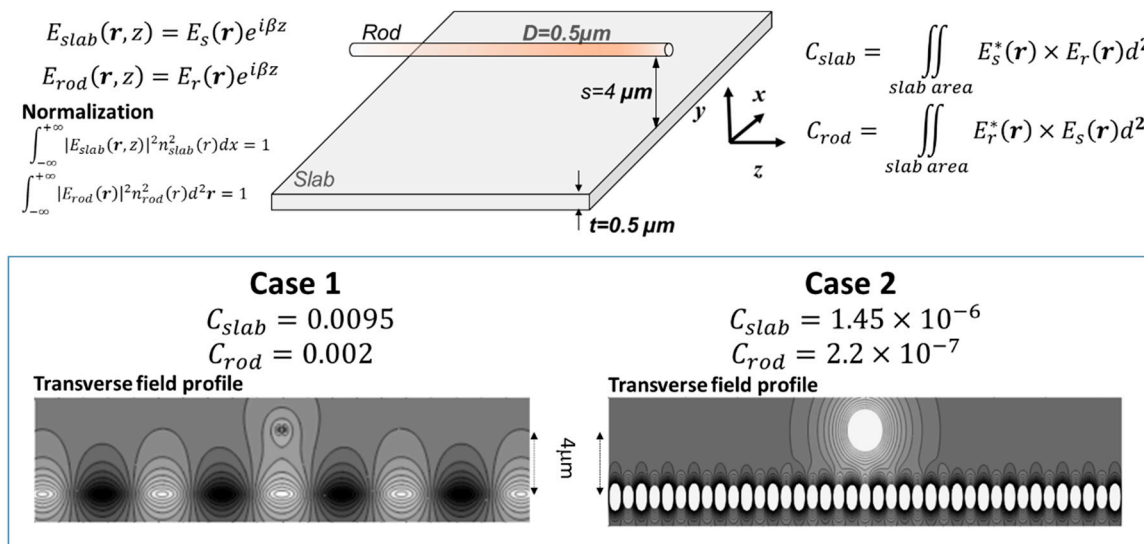 E_slab(r, z) = E_s(r)e^{iβz}
E_rod(r, z) = E_r(r)e^{iβz}
Normalization
∫_{-∞}^{+∞} |E_slab(r, z)|² n²_slab(r)dx = 1
∫_{-∞}^{+∞} |E_rod(r)|² n²_rod(r)d²r = 1
Rod
D=0.5μm
s=4 μm
y
x
z
Slab
t=0.5 μm
C_slab = ∬_{slab area} E_s^*(r) × E_r(r)d²
C_rod = ∬_{slab area} E_r^*(r) × E_s(r)d²
Case 1
C_slab = 0.0095
C_rod = 0.002
Transverse field profile
4μm
Case 2
C_slab = 1.45 × 10^{-6}
C_rod = 2.2 × 10^{-7}
Transverse field profile